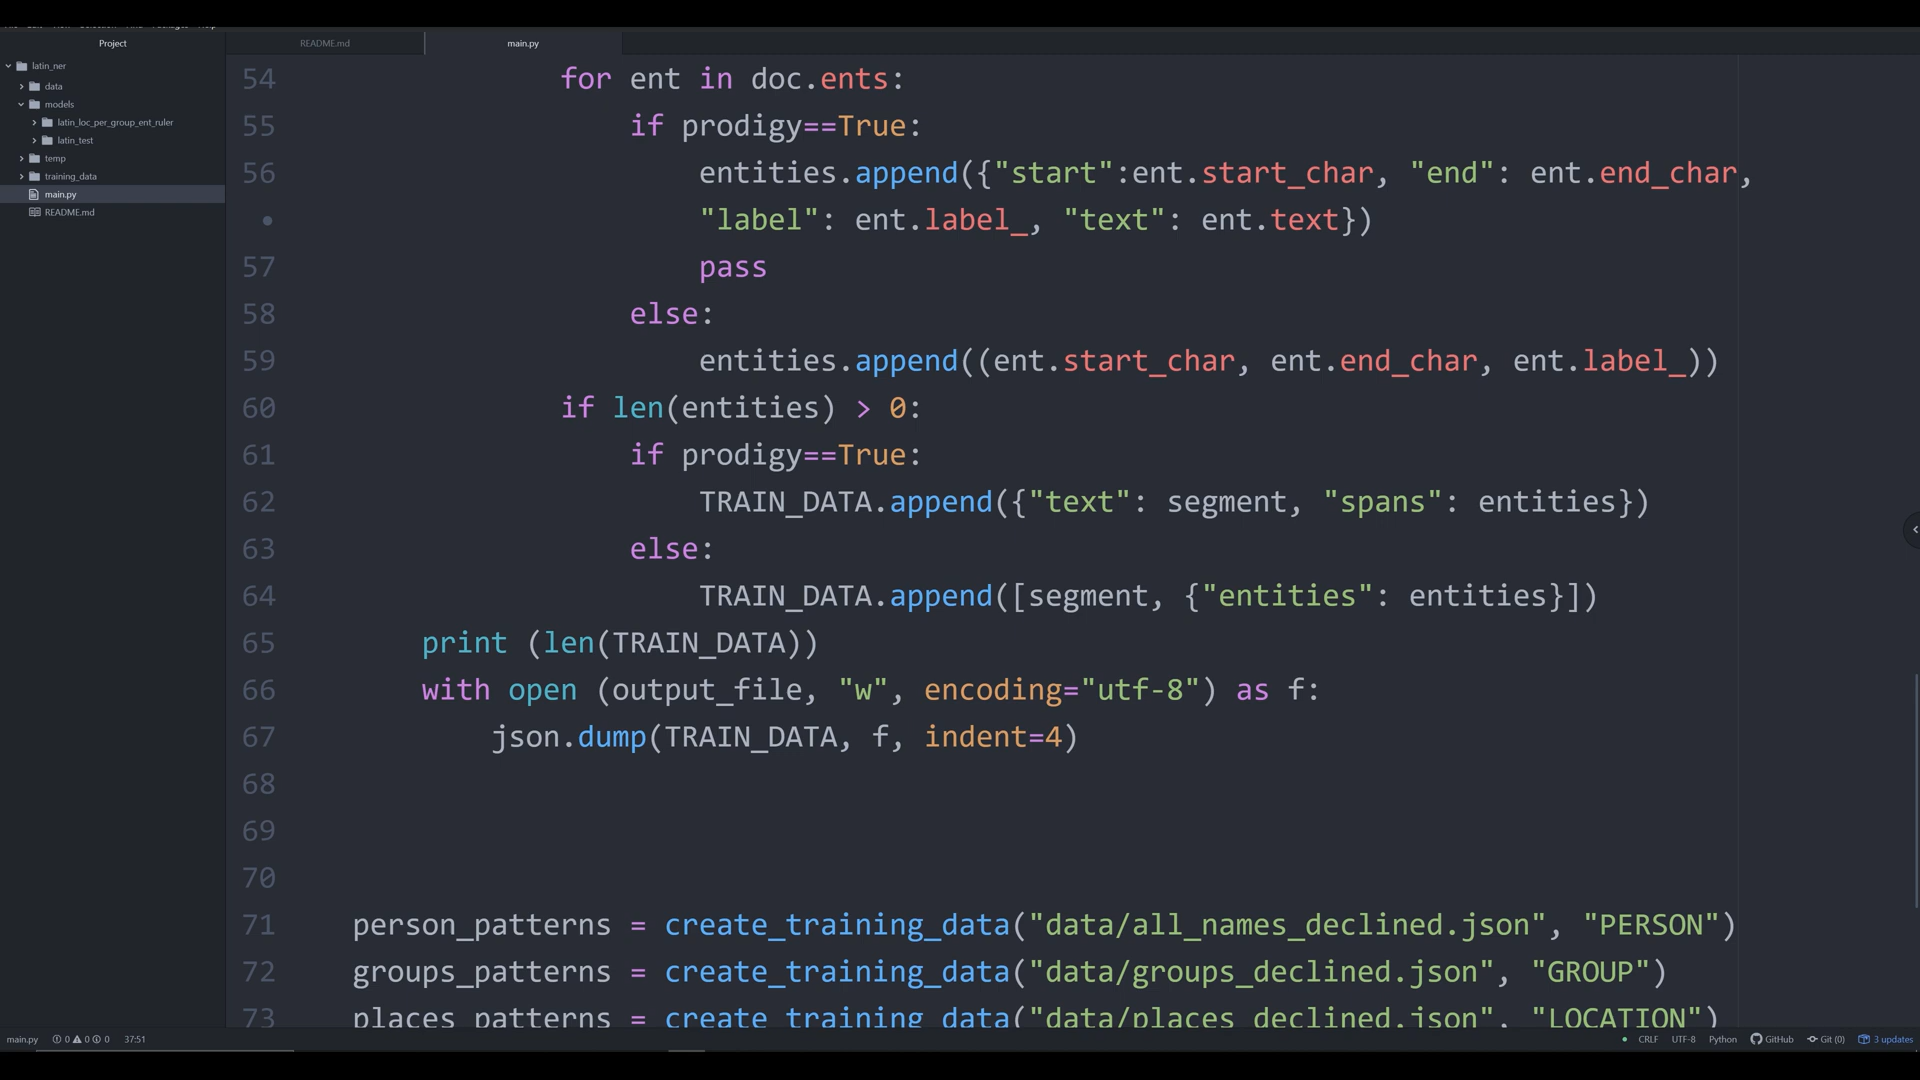 Project
README.md
main.py
latin_ner
data
models
latin_loc_per_group_ent_ruler
latin_test
temp
training_data
main.py
README.md
54 for ent in doc.ents:
55 if prodigy==True:
56 entities.append({"start":ent.start_char, "end": ent.end_char,
• "label": ent.label_, "text": ent.text})
57 pass
58 else:
59 entities.append((ent.start_char, ent.end_char, ent.label_))
60 if len(entities) > 0:
61 if prodigy==True:
62 TRAIN_DATA.append({"text": segment, "spans": entities})
63 else:
64 TRAIN_DATA.append([segment, {"entities": entities}])
65 print (len(TRAIN_DATA))
66 with open (output_file, "w", encoding="utf-8") as f:
67 json.dump(TRAIN_DATA, f, indent=4)
68
69
70
71 person_patterns = create_training_data("data/all_names_declined.json", "PERSON")
72 groups_patterns = create_training_data("data/groups_declined.json", "GROUP")
73 places_patterns = create_training_data("data/places_declined.json", "LOCATION")
main.py 0 0 0 37:51 CRLF UTF-8 Python GitHub Git (0) 3 updates